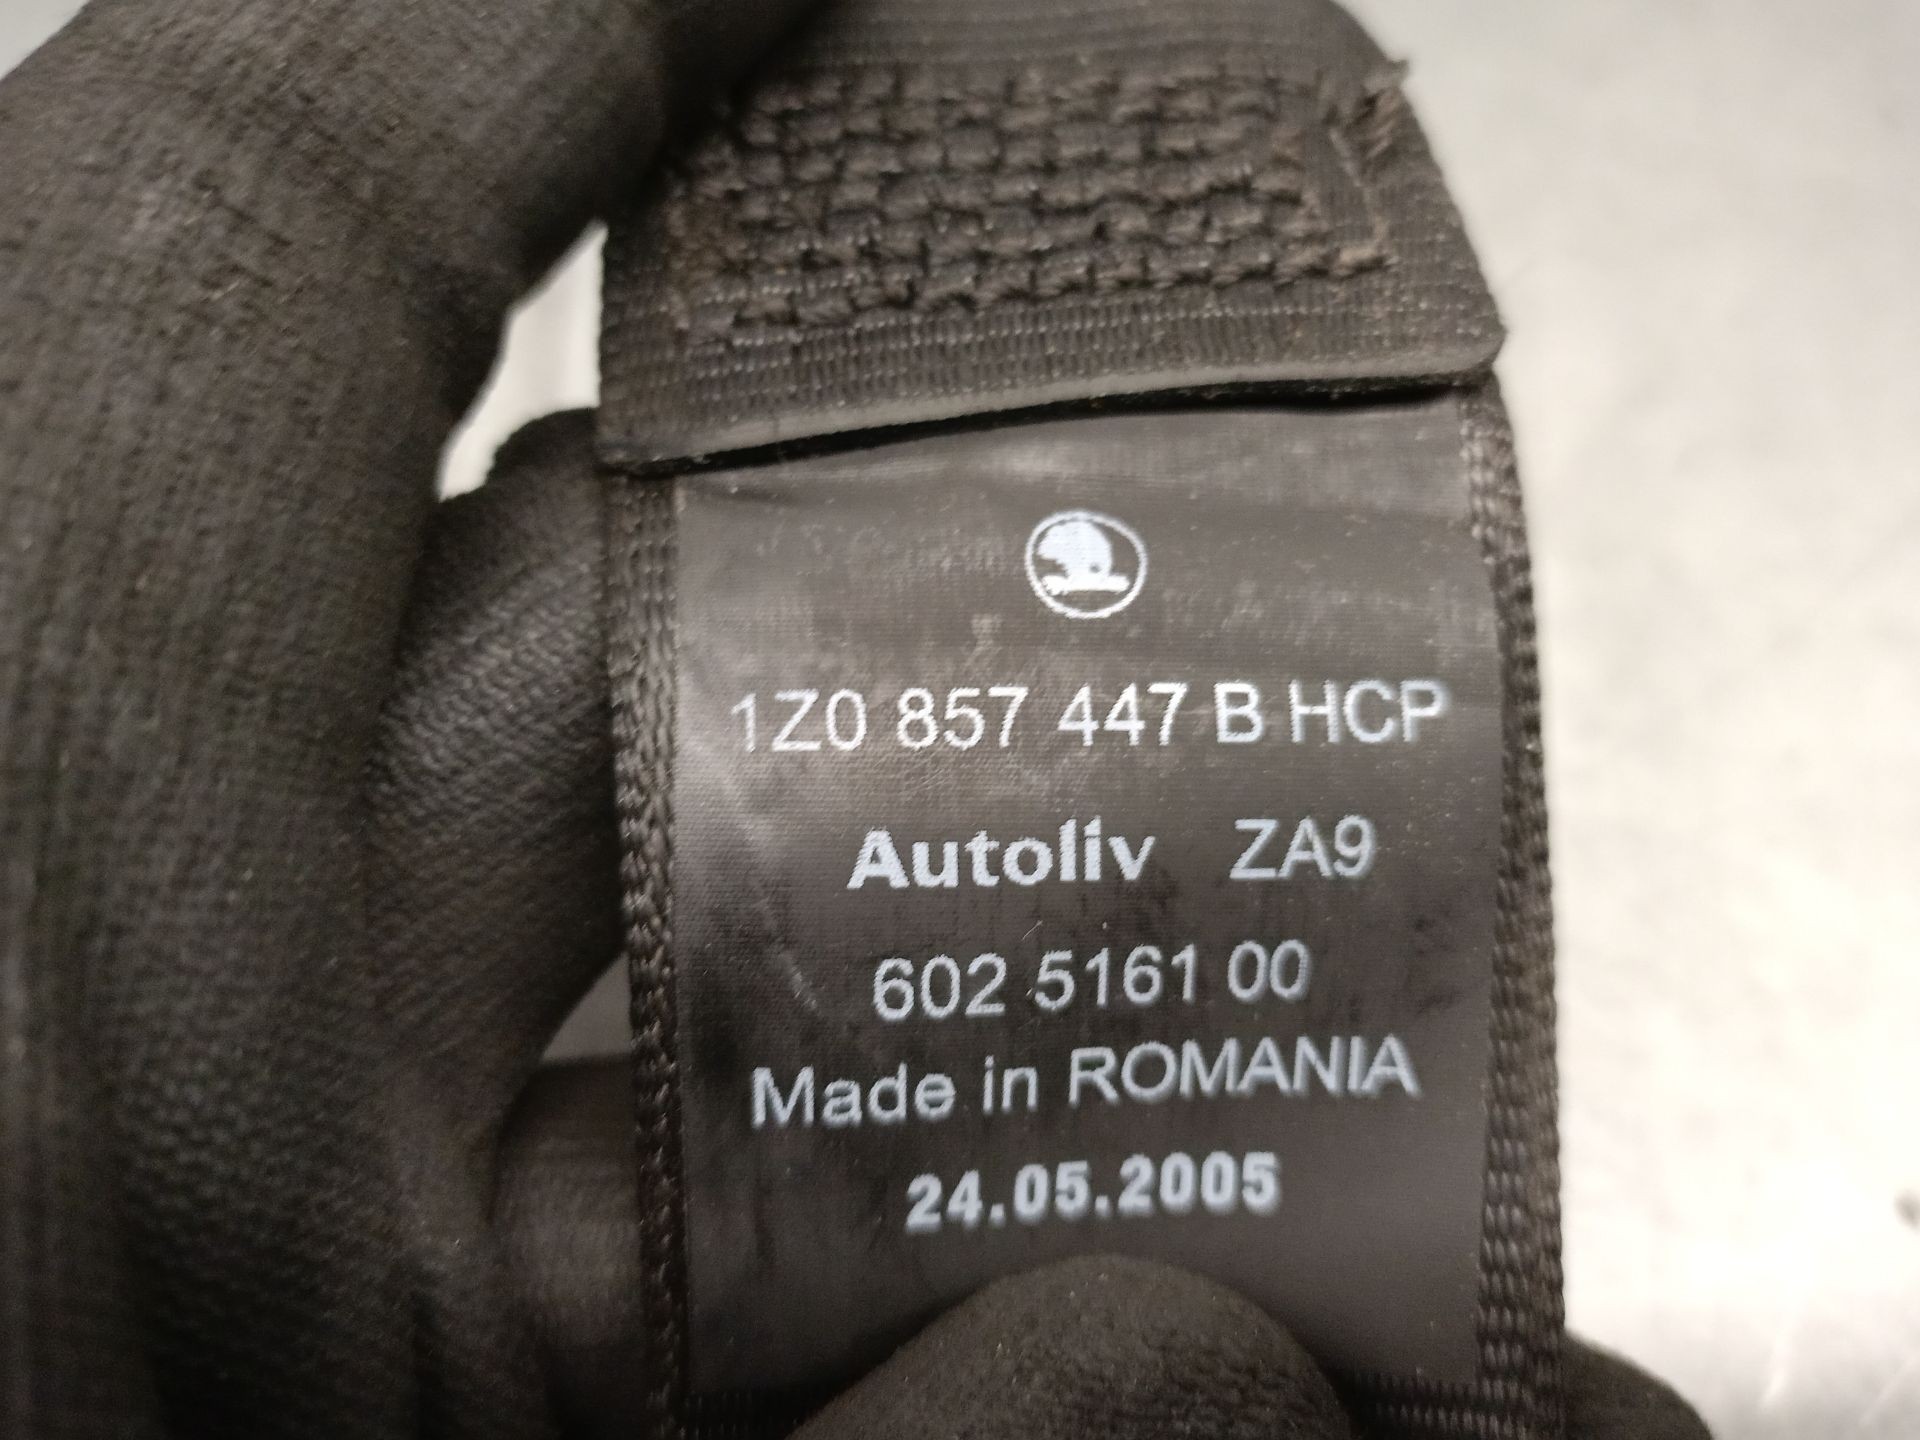 1Z0 857 447 B HCP
Autoliv ZA9
602 5161 00
Made in ROMANIA
24.05.2005